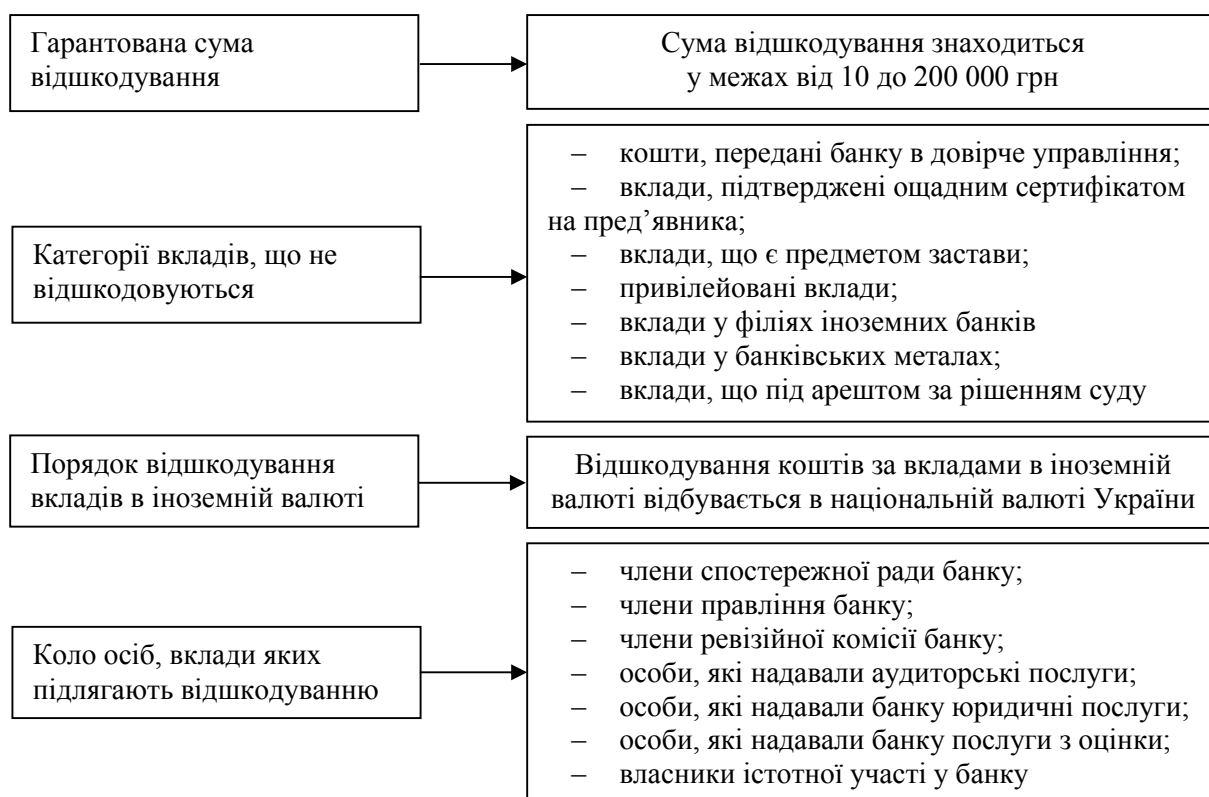 Гарантована сума
відшкодування
Сума відшкодування знаходиться
у межах від 10 до 200 000 грн
Категорії вкладів, що не
відшкодовуються
– кошти, передані банку в довірче управління;
– вклади, підтверджені ощадним сертифікатом
на пред’явника;
– вклади, що є предметом застави;
– привілейовані вклади;
– вклади у філіях іноземних банків
– вклади у банківських металах;
– вклади, що під арештом за рішенням суду
Порядок відшкодування
вкладів в іноземній валюті
Відшкодування коштів за вкладами в іноземній
валюті відбувається в національній валюті України
Коло осіб, вклади яких
підлягають відшкодуванню
– члени спостережної ради банку;
– члени правління банку;
– члени ревізійної комісії банку;
– особи, які надавали аудиторські послуги;
– особи, які надавали банку юридичні послуги;
– особи, які надавали банку послуги з оцінки;
– власники істотної участі у банку